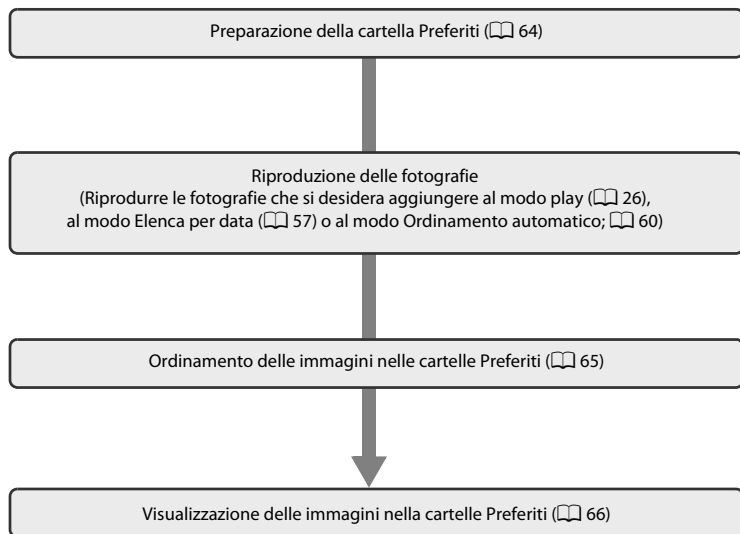 Preparazione della cartella Preferiti (📖 64)
Riproduzione delle fotografie
(Riprodurre le fotografie che si desidera aggiungere al modo play (📖 26),
al modo Elenca per data (📖 57) o al modo Ordinamento automatico; 📖 60)
Ordinamento delle immagini nelle cartelle Preferiti (📖 65)
Visualizzazione delle immagini nella cartelle Preferiti (📖 66)